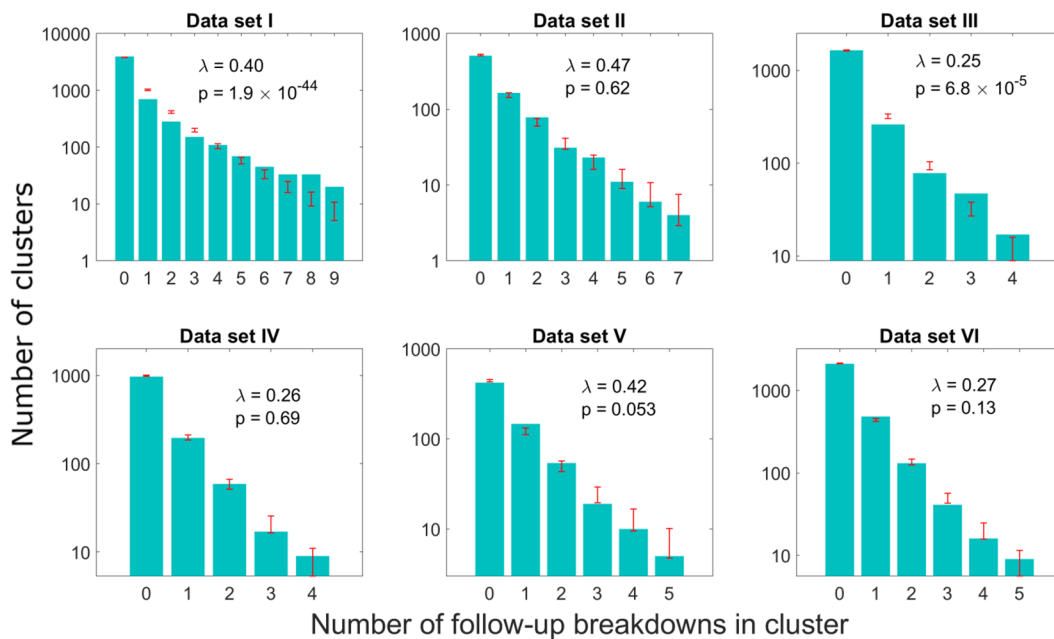 Data set I
10000
1000
100
10
1
λ = 0.40
p = 1.9 × 10^-44
0 1 2 3 4 5 6 7 8 9
Data set II
1000
100
10
1
λ = 0.47
p = 0.62
0 1 2 3 4 5 6 7
Data set III
1000
100
10
λ = 0.25
p = 6.8 × 10^-5
0 1 2 3 4
Number of clusters
Data set IV
1000
100
10
λ = 0.26
p = 0.69
0 1 2 3 4
Data set V
1000
100
10
λ = 0.42
p = 0.053
0 1 2 3 4 5
Data set VI
1000
100
10
λ = 0.27
p = 0.13
0 1 2 3 4 5
Number of follow-up breakdowns in cluster